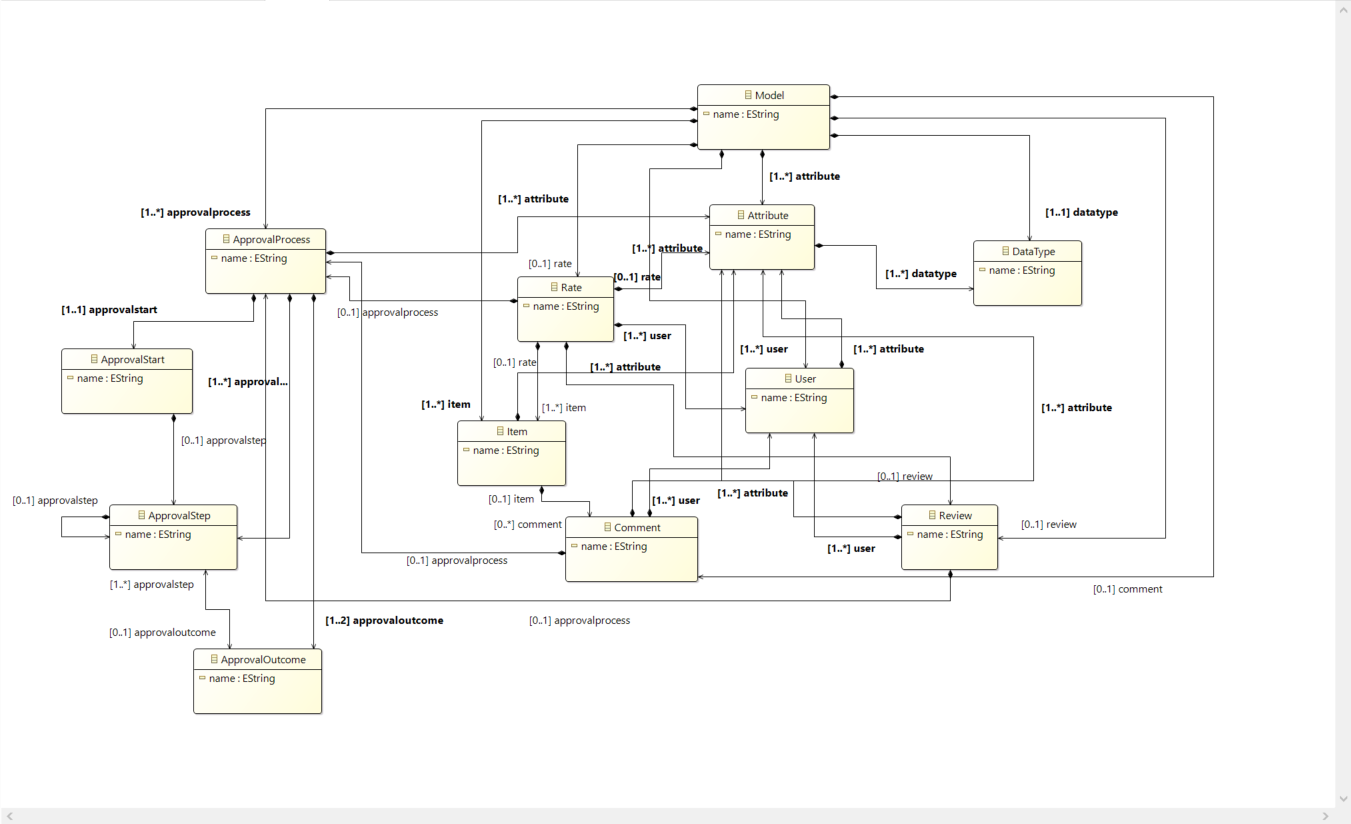 Model
name : EString
[1..*] attribute
[1..*] attribute
[1..*] approvalprocess
[1..1] datatype
Attribute
name : EString
ApprovalProcess
name : EString
[1..*] attribute
DataType
name : EString
[0..1] rate
[0..1] rate
[1..*] datatype
Rate
name : EString
[1..1] approvalstart
[0..1] approvalprocess
[1..*] user
[1..*] user
[1..*] attribute
ApprovalStart
name : EString
[0..1] rate
[1..*] attribute
[1..*] approval...
User
name : EString
[1..*] item
[1..*] item
[1..*] attribute
Item
name : EString
[0..1] approvalstep
[0..1] review
[0..1] approvalstep
[0..1] item
[1..*] user
[1..*] attribute
ApprovalStep
name : EString
[0..*] comment
Comment
name : EString
Review
name : EString
[0..1] review
[1..*] user
[0..1] approvalprocess
[1..*] approvalstep
[0..1] comment
[1..2] approvaloutcome
[0..1] approvalprocess
[0..1] approvaloutcome
ApprovalOutcome
name : EString